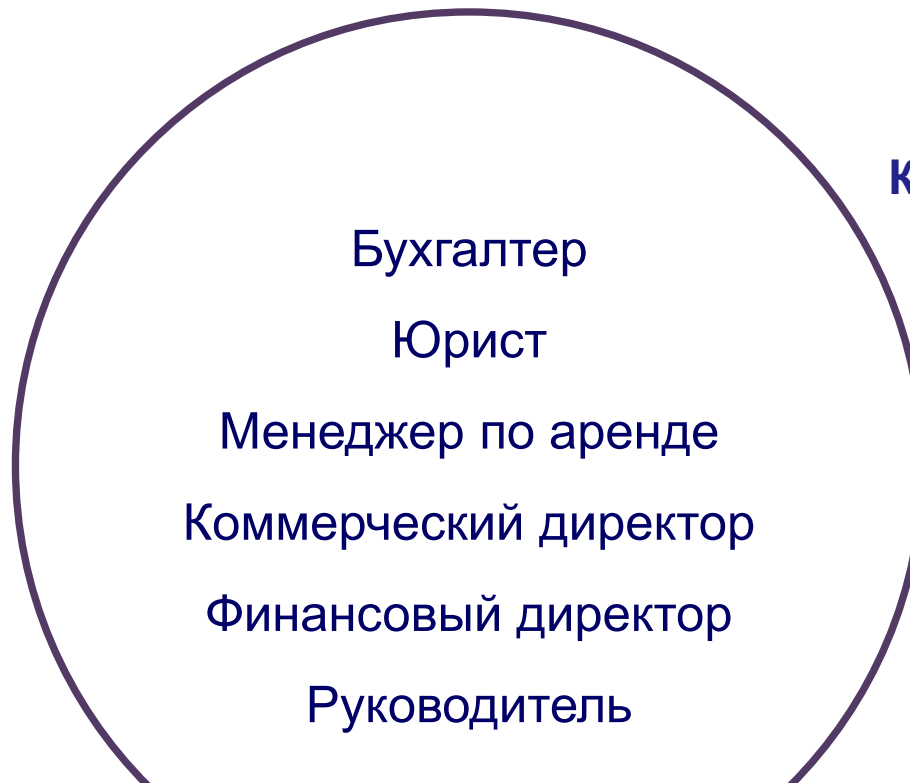 Бухгалтер
Юрист
Менеджер по аренде
Коммерческий директор
Финансовый директор
Руководитель